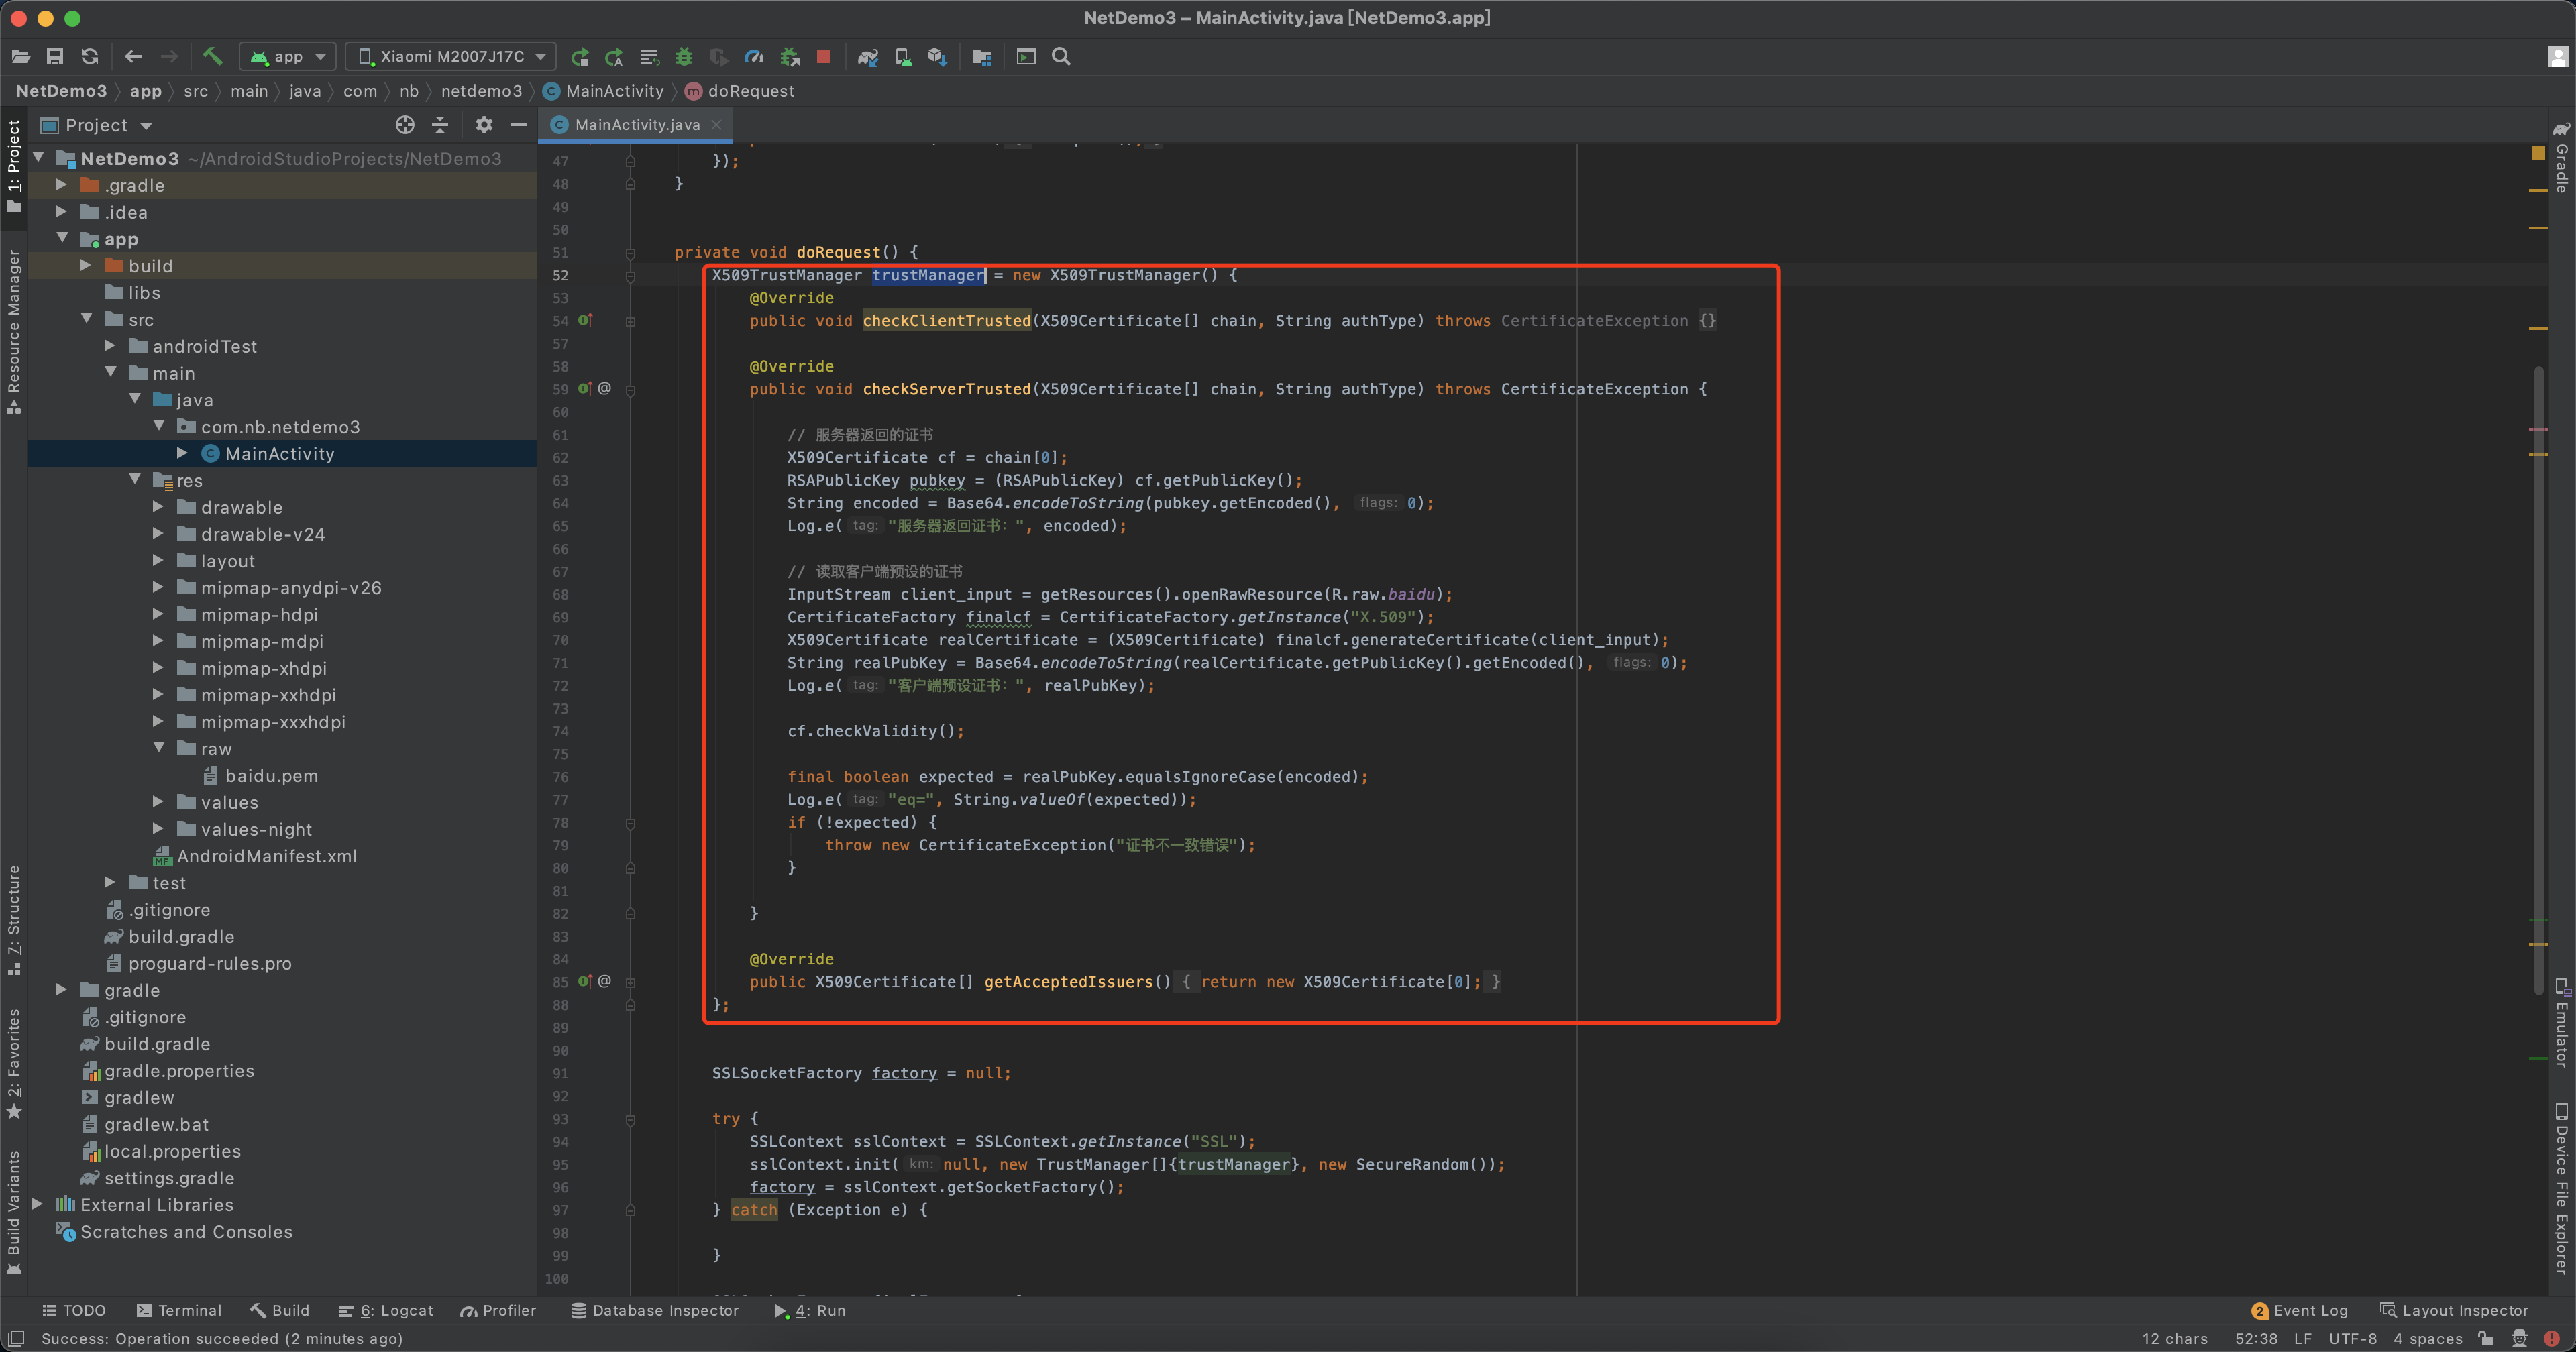 NetDemo3 – MainActivity.java [NetDemo3.app]
app
Xiaomi M2007J17C
NetDemo3 〉 app 〉 src 〉 main 〉 java 〉 com 〉 nb 〉 netdemo3 〉 MainActivity 〉 doRequest
Project
MainActivity.java
1: Project
Resource Manager
7: Structure
2: Favorites
Build Variants
NetDemo3 ~/AndroidStudioProjects/NetDemo3
.gradle
.idea
app
build
libs
src
androidTest
main
java
com.nb.netdemo3
MainActivity
res
drawable
drawable-v24
layout
mipmap-anydpi-v26
mipmap-hdpi
mipmap-mdpi
mipmap-xhdpi
mipmap-xxhdpi
mipmap-xxxhdpi
raw
baidu.pem
values
values-night
AndroidManifest.xml
test
.gitignore
build.gradle
proguard-rules.pro
gradle
.gitignore
build.gradle
gradle.properties
gradlew
gradlew.bat
local.properties
settings.gradle
External Libraries
Scratches and Consoles
47 });
48 }
49
50
51 private void doRequest() {
52 X509TrustManager trustManager = new X509TrustManager() {
53 @Override
54 public void checkClientTrusted(X509Certificate[] chain, String authType) throws CertificateException {}
57
58 @Override
59 public void checkServerTrusted(X509Certificate[] chain, String authType) throws CertificateException {
60
61 // 服务器返回的证书
62 X509Certificate cf = chain[0];
63 RSAPublicKey pubkey = (RSAPublicKey) cf.getPublicKey();
64 String encoded = Base64.encodeToString(pubkey.getEncoded(), flags: 0);
65 Log.e( tag: "服务器返回证书：", encoded);
66
67 // 读取客户端预设的证书
68 InputStream client_input = getResources().openRawResource(R.raw.baidu);
69 CertificateFactory finalcf = CertificateFactory.getInstance("X.509");
70 X509Certificate realCertificate = (X509Certificate) finalcf.generateCertificate(client_input);
71 String realPubKey = Base64.encodeToString(realCertificate.getPublicKey().getEncoded(), flags: 0);
72 Log.e( tag: "客户端预设证书：", realPubKey);
73
74 cf.checkValidity();
75
76 final boolean expected = realPubKey.equalsIgnoreCase(encoded);
77 Log.e( tag: "eq=", String.valueOf(expected));
78 if (!expected) {
79 throw new CertificateException("证书不一致错误");
80 }
81
82 }
83
84 @Override
85 public X509Certificate[] getAcceptedIssuers() { return new X509Certificate[0]; }
88 };
89
90
91 SSLSocketFactory factory = null;
92
93 try {
94 SSLContext sslContext = SSLContext.getInstance("SSL");
95 sslContext.init( km: null, new TrustManager[]{trustManager}, new SecureRandom());
96 factory = sslContext.getSocketFactory();
97 } catch (Exception e) {
98
99 }
100
Gradle
Emulator
Device File Explorer
TODO
Terminal
Build
6: Logcat
Profiler
Database Inspector
4: Run
2 Event Log
Layout Inspector
Success: Operation succeeded (2 minutes ago)
12 chars 52:38 LF UTF-8 4 spaces